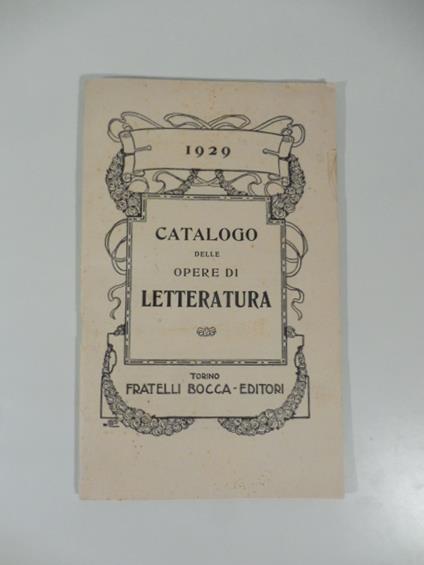 1929
CATALOGO
DELLE
OPERE DI
LETTERATURA
TORINO
FRATELLI BOCCA-EDITORI